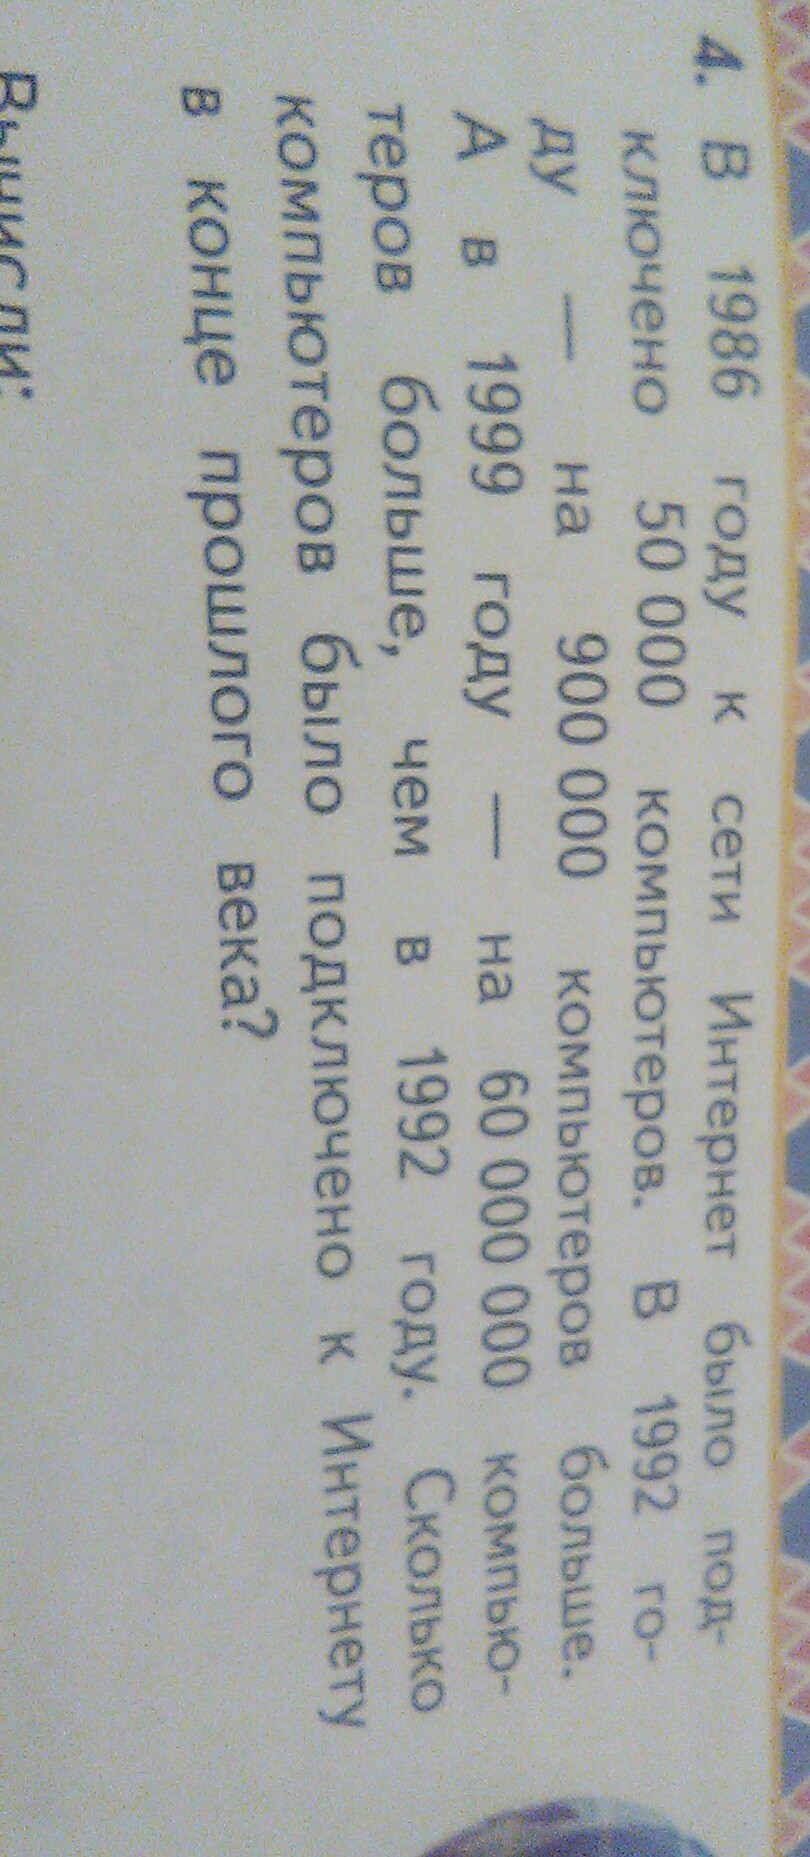 4. В 1986 году к сети Интернет было под-
ключено 50 000 компьютеров. В 1992 го-
ду — на 900 000 компьютеров больше.
А в 1999 году — на 60 000 000 компью-
теров больше, чем в 1992 году. Сколько
компьютеров было подключено к Интернету
в конце прошлого века?
Вычисли: